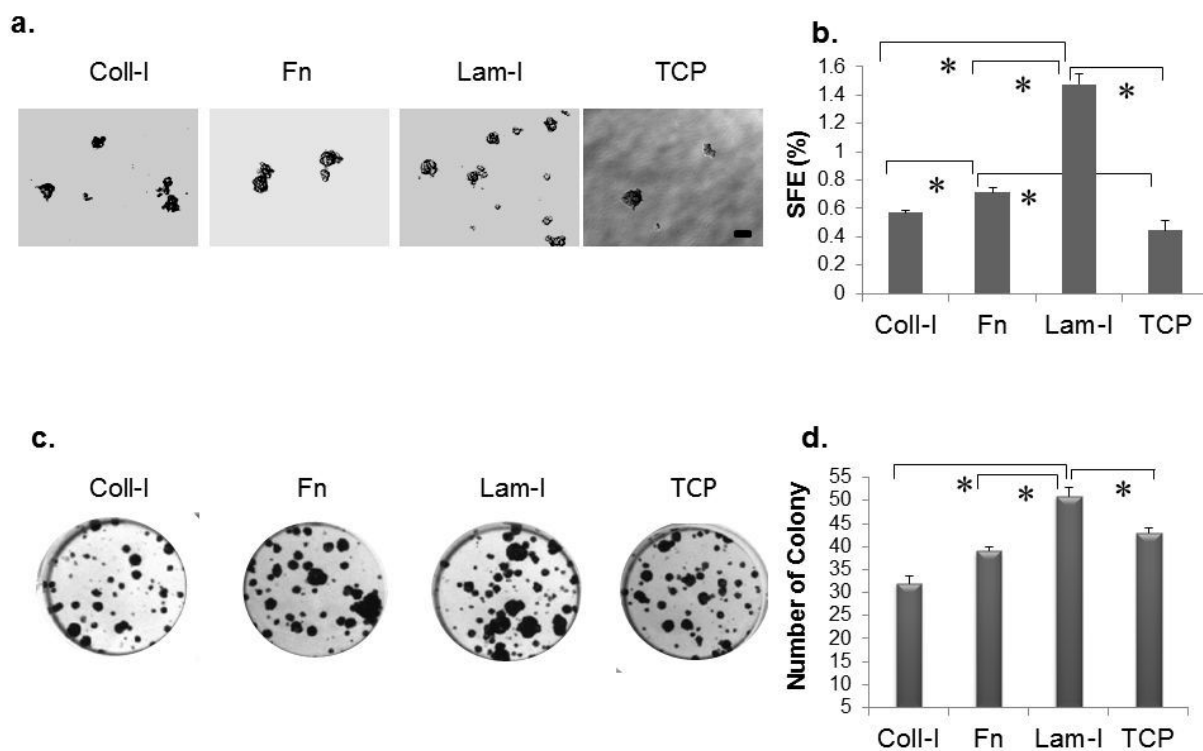 a.
Coll-I Fn Lam-I TCP
b.
* * *
* *
SFE (%)
1.6
1.4
1.2
1
0.8
0.6
0.4
0.2
0
Coll-I Fn Lam-I TCP
c.
Coll-I Fn Lam-I TCP
d.
* * *
Number of Colony
55
50
45
40
35
30
25
20
15
10
5
Coll-I Fn Lam-I TCP